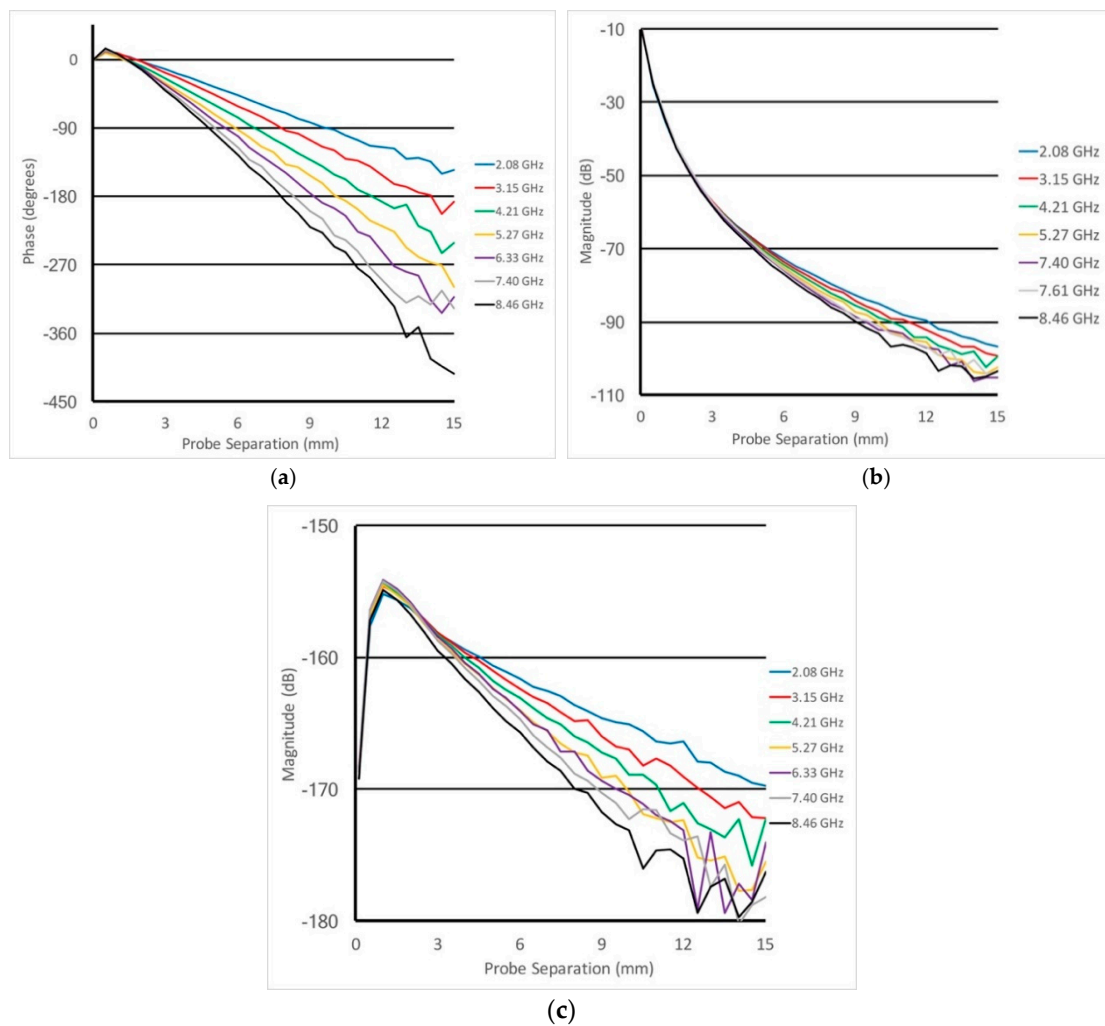 0
-90
-180
-270
-360
-450
Phase (degrees)
0 3 6 9 12 15
Probe Separation (mm)
2.08 GHz
3.15 GHz
4.21 GHz
5.27 GHz
6.33 GHz
7.40 GHz
8.46 GHz
(a)
-10
-30
-50
-70
-90
-110
Magnitude (dB)
0 3 6 9 12 15
Probe Separation (mm)
2.08 GHz
3.15 GHz
4.21 GHz
5.27 GHz
7.40 GHz
7.61 GHz
8.46 GHz
(b)
-150
-160
-170
-180
Magnitude (dB)
0 3 6 9 12 15
Probe Separation (mm)
2.08 GHz
3.15 GHz
4.21 GHz
5.27 GHz
6.33 GHz
7.40 GHz
8.46 GHz
(c)